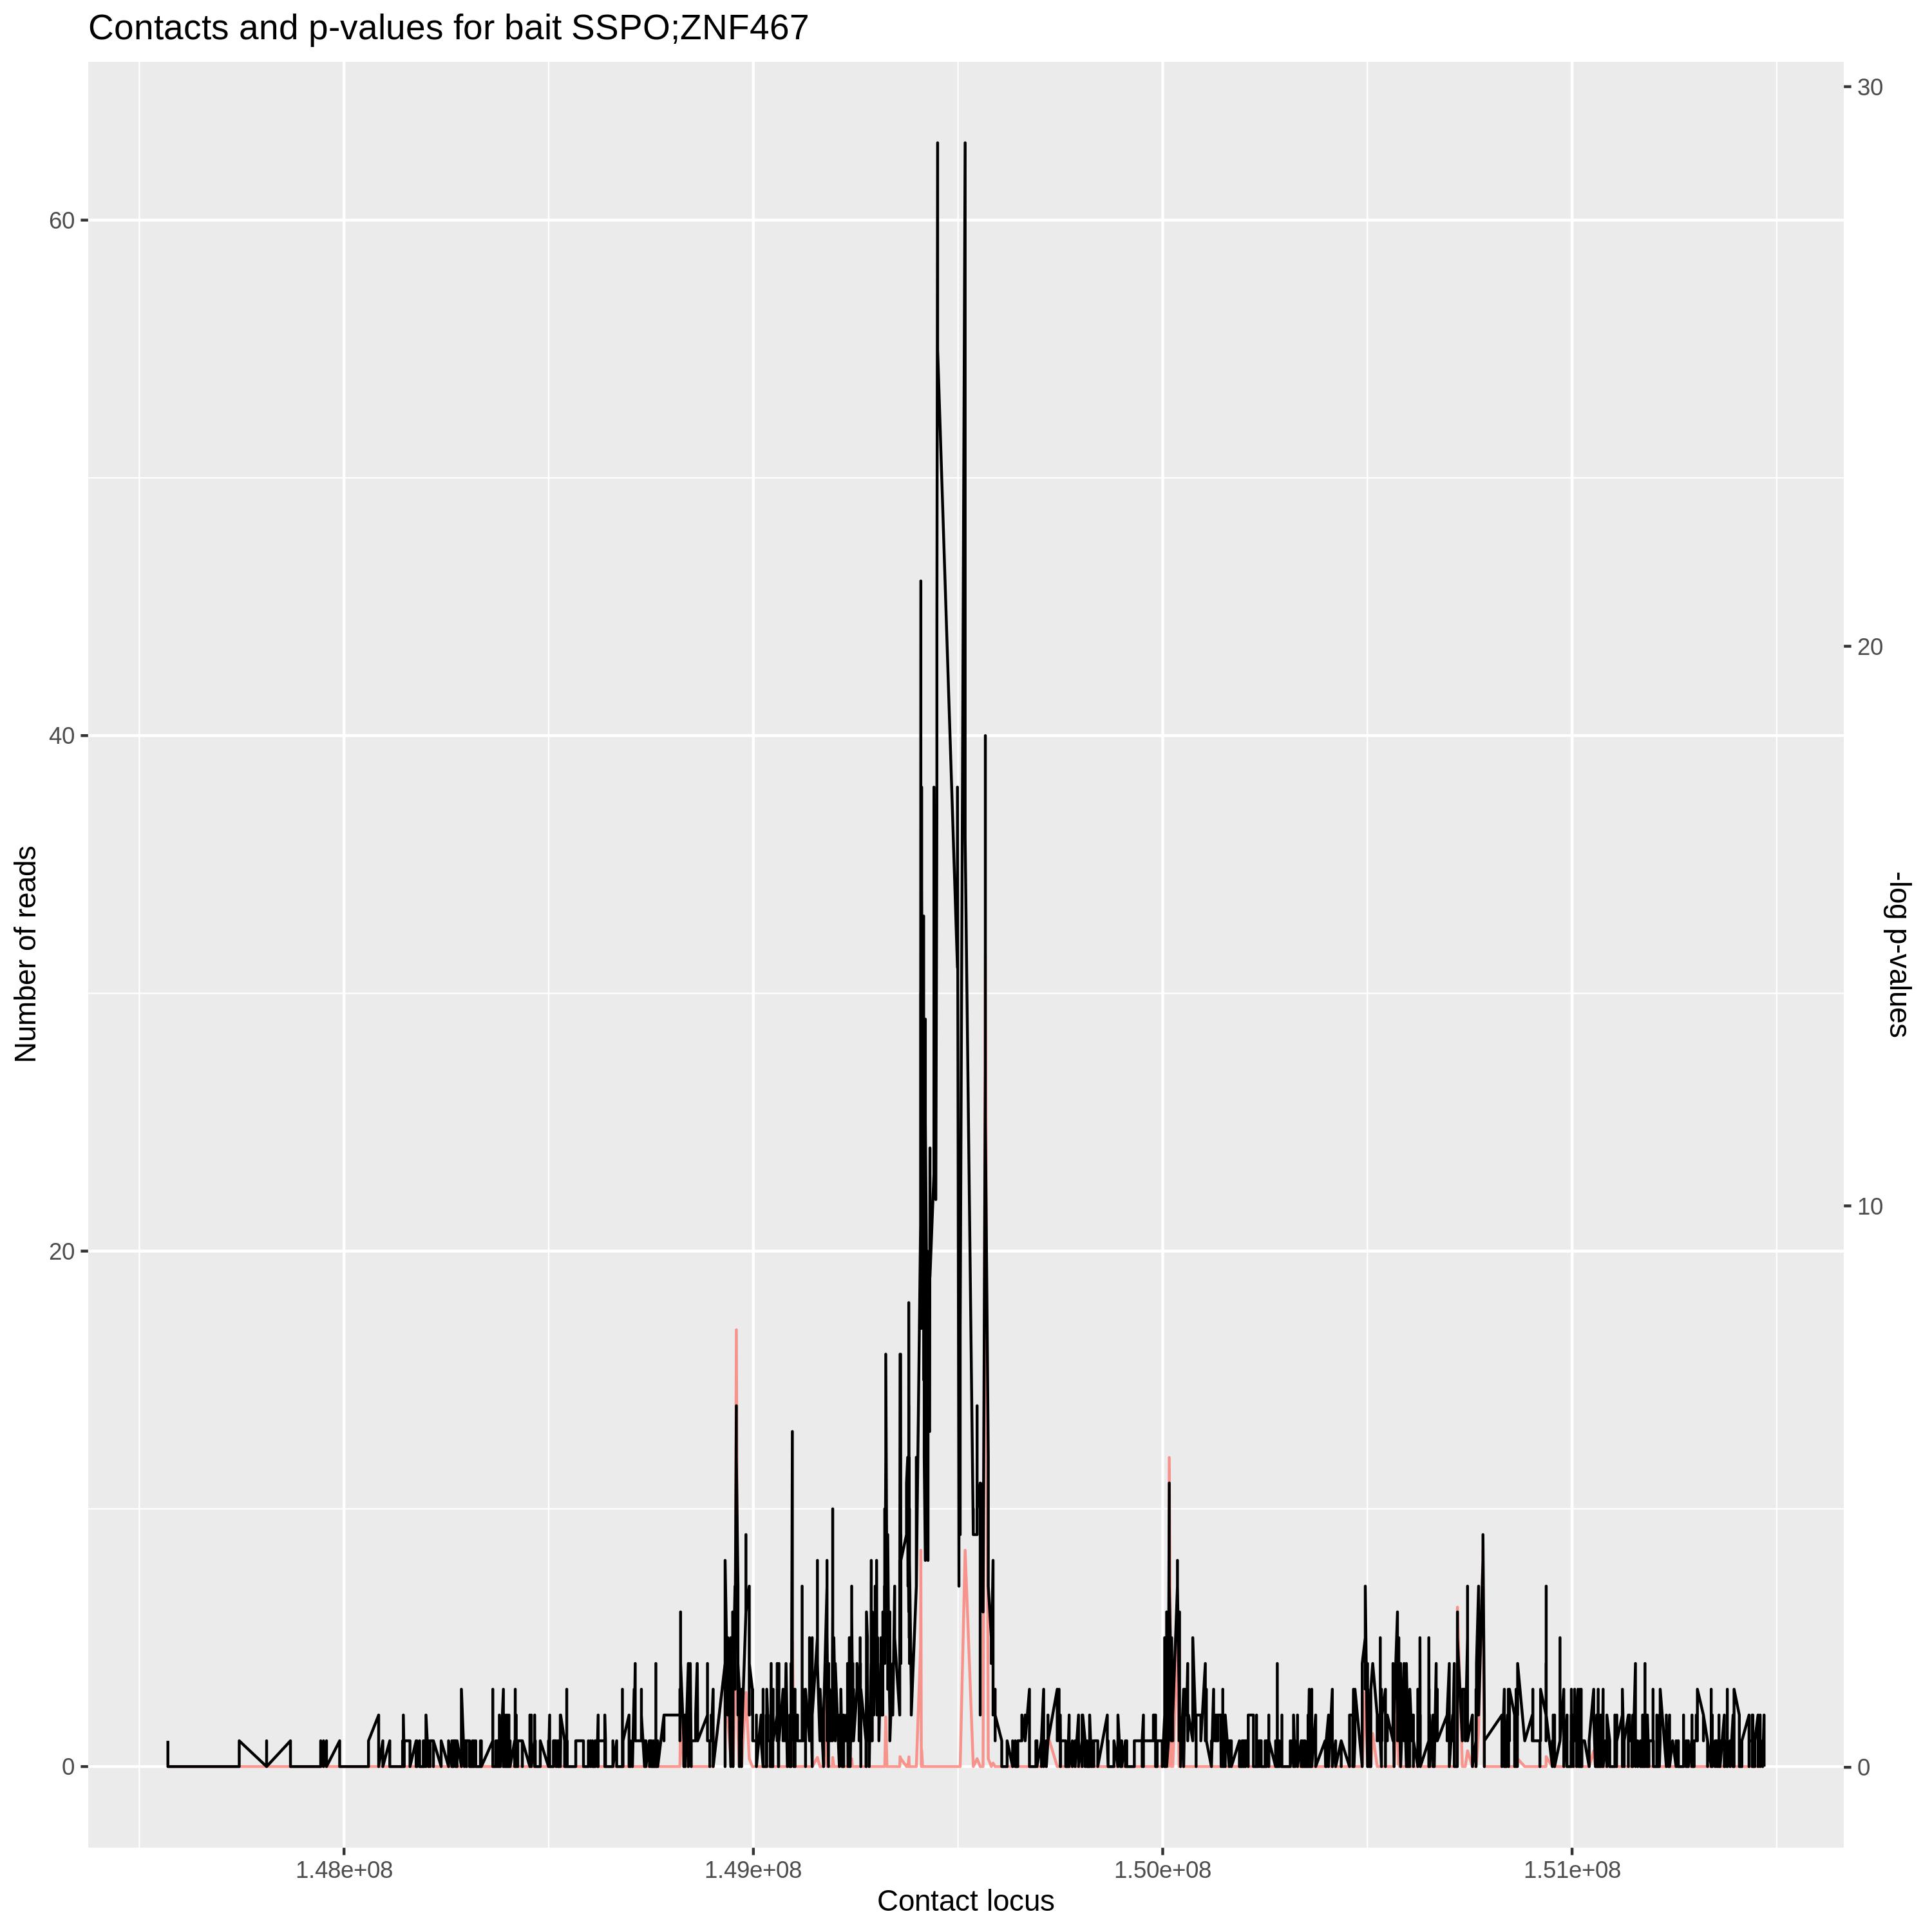 Contacts and p-values for bait SSPO;ZNF467
Number of reads
60
40
20
0
30
20
10
0
-log p-values
1.48e+08
1.49e+08
1.50e+08
1.51e+08
Contact locus